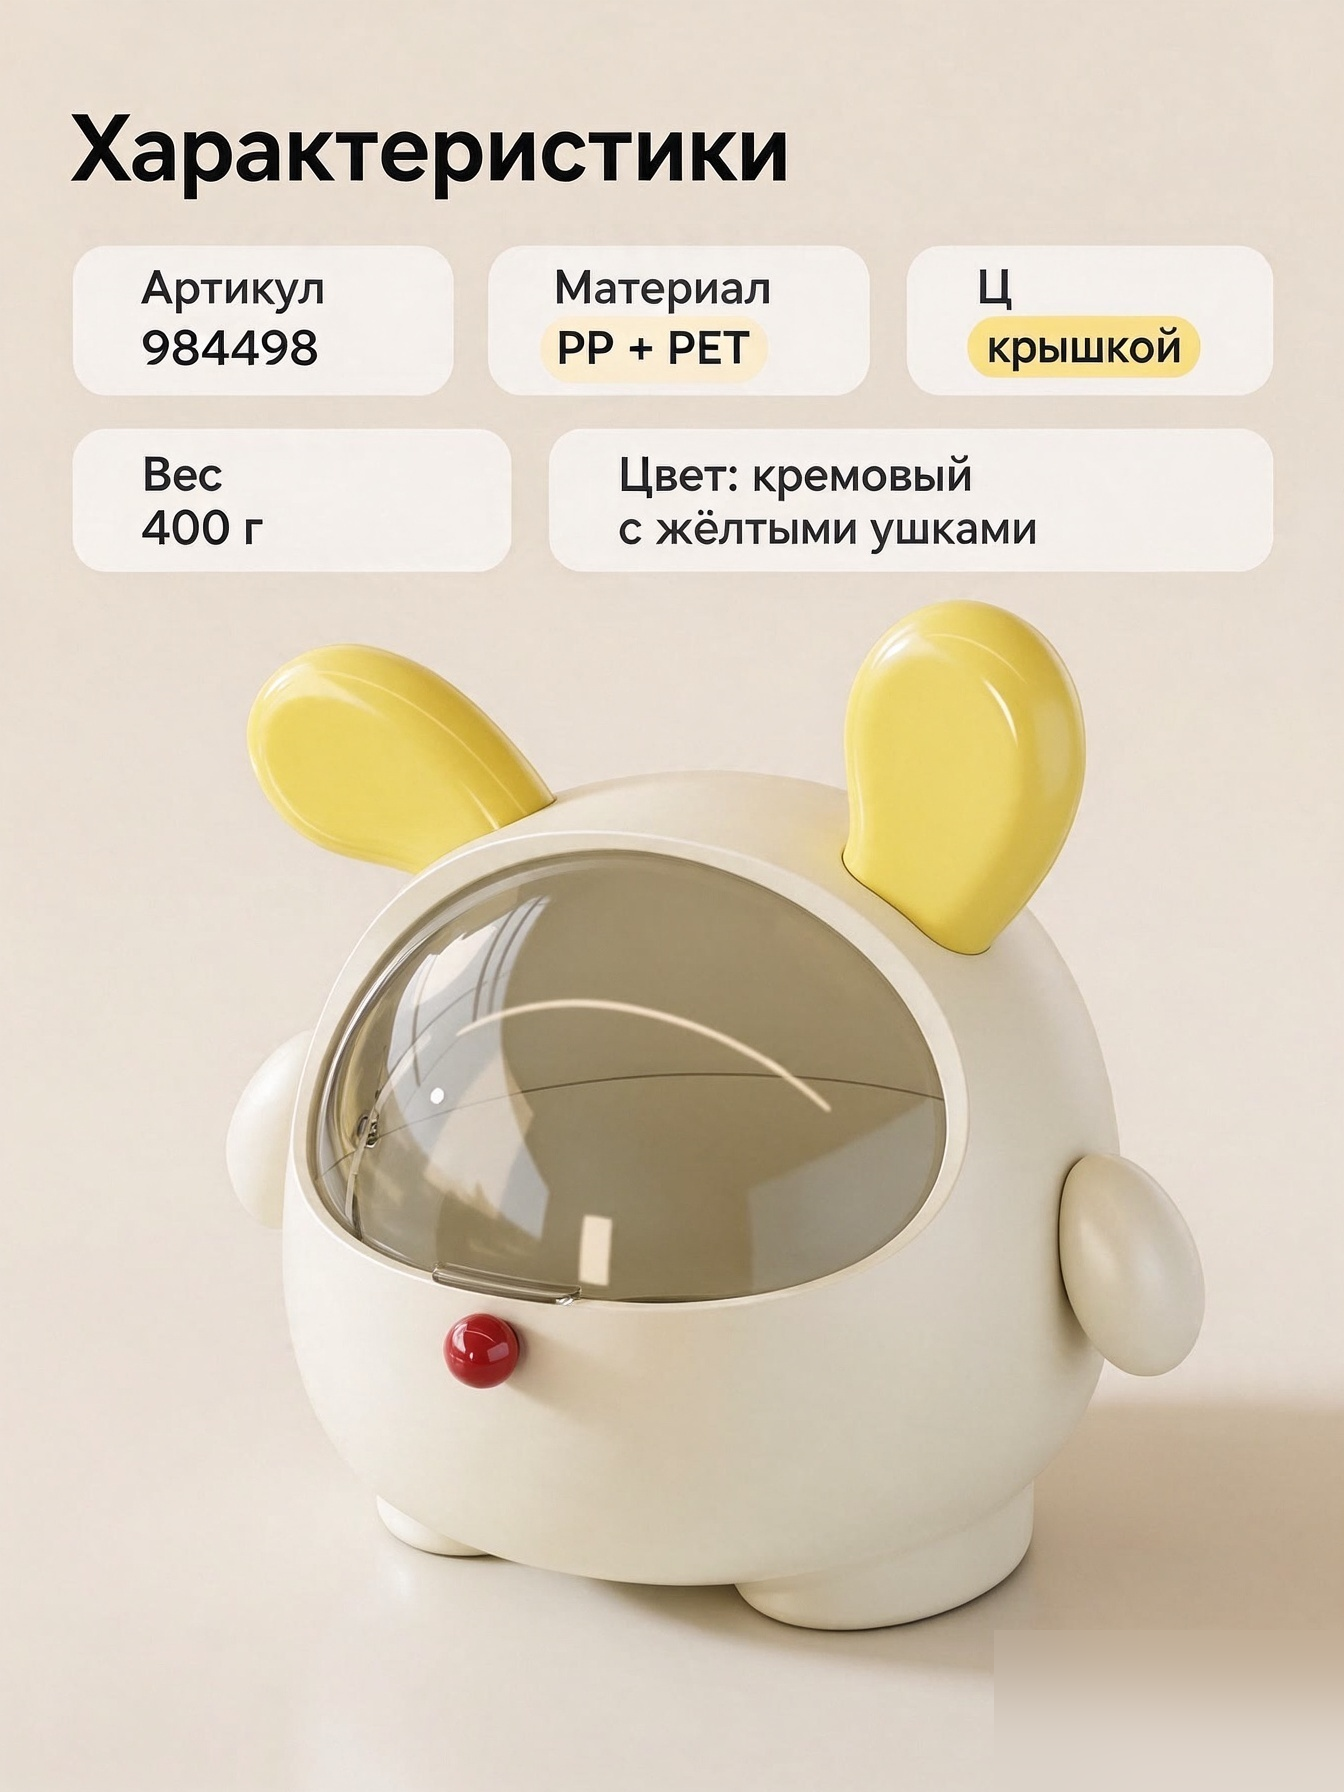 Характеристики
Артикул
984498
Материал
PP + PET
Ц
крышкой
Вес
400 г
Цвет: кремовый
с жёлтыми ушками